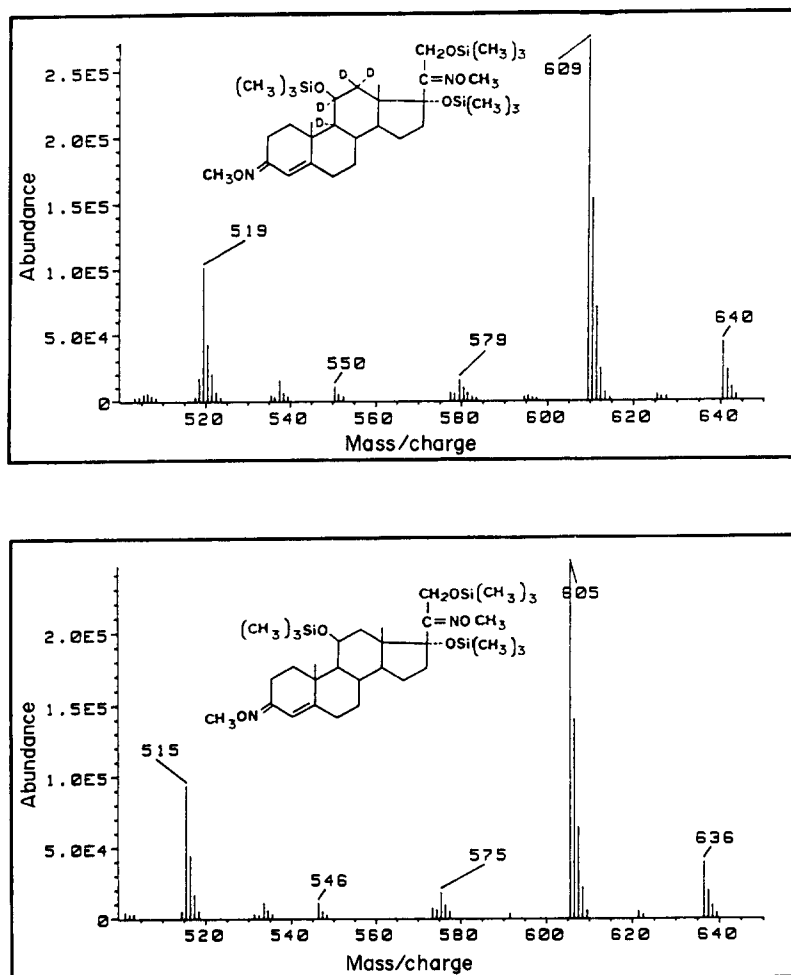 CH2OSi(CH3)3
C=NOCH3
(CH3)3SiO
D
D
D
D
---OSi(CH3)3
CH3ON
609
519
550
579
640
2.5E5
2.0E5
1.5E5
1.0E5
5.0E4
0
Abundance
520 540 560 580 600 620 640
Mass/charge
CH2OSi(CH3)3
C=NOCH3
(CH3)3SiO
---OSi(CH3)3
CH3ON
605
515
546
575
636
2.0E5
1.5E5
1.0E5
5.0E4
0
Abundance
520 540 560 580 600 620 640
Mass/charge